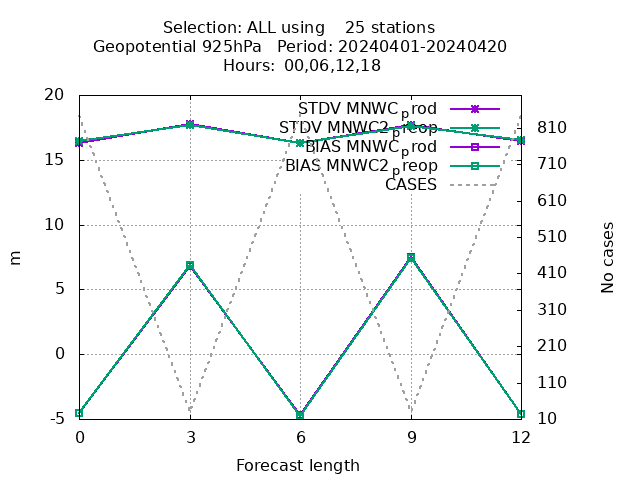 Selection: ALL using    25 stations
Geopotential 925hPa   Period: 20240401-20240420
Hours: 00,06,12,18
STDV MNWC_prod
STDV MNWC2_preop
BIAS MNWC_prod
BIAS MNWC2_preop
CASES
20
15
10
5
0
-5
m
810
710
610
510
410
310
210
110
10
No cases
0 3 6 9 12
Forecast length